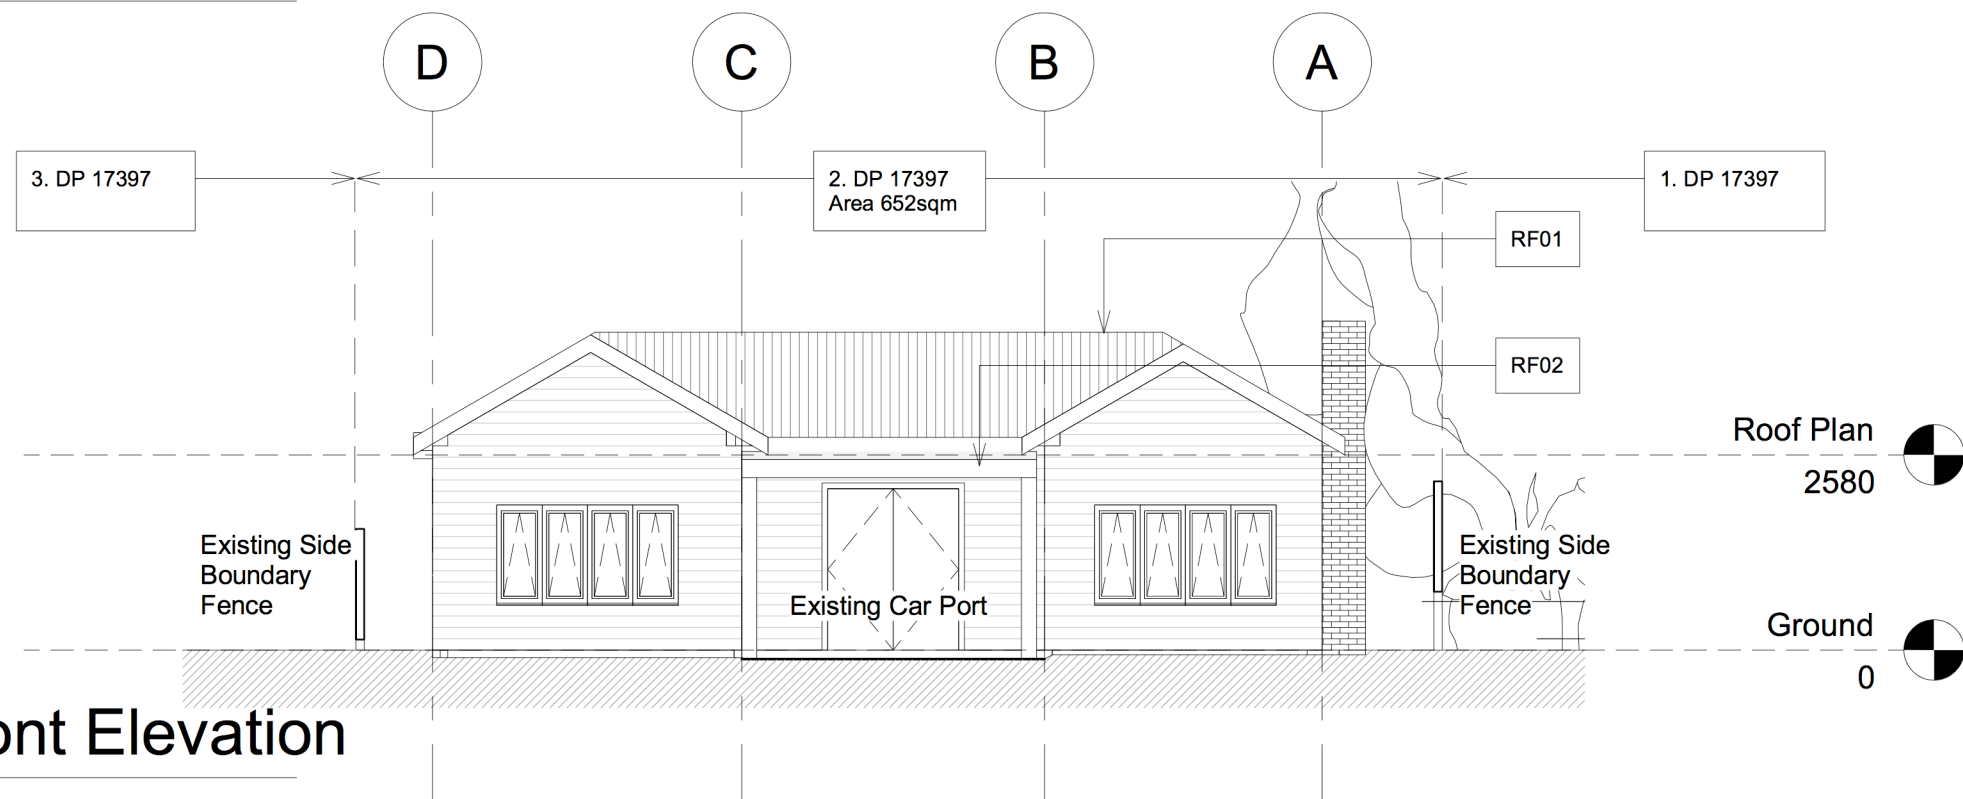 D
C
B
A
3. DP 17397
2. DP 17397
Area 652sqm
1. DP 17397
RF01
RF02
Roof Plan
2580
Existing Side
Boundary
Fence
Existing Car Port
Existing Side
Boundary
Fence
Ground
0
Elevation